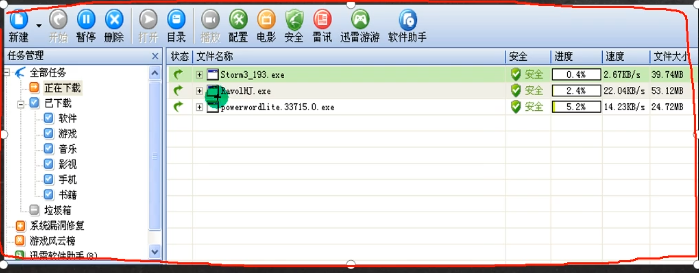 新建 开始 暂停 删除 打开 目录 播放 配置 电影 安全 雷讯 迅雷游游 软件助手
任务管理 状态 文件名称 安全 进度 速度 文件大小
全部任务
正在下载
已下载
软件
游戏
音乐
影视
手机
书籍
垃圾箱
系统漏洞修复
游戏风云榜
迅雷软件助手(8)
Storm3_193.exe 安全 0.4% 2.67KB/s 39.74MB
RavolMJ.exe 安全 2.4% 22.04KB/s 53.12MB
powerwordlite.33715.0.exe 安全 5.2% 14.23KB/s 24.72MB